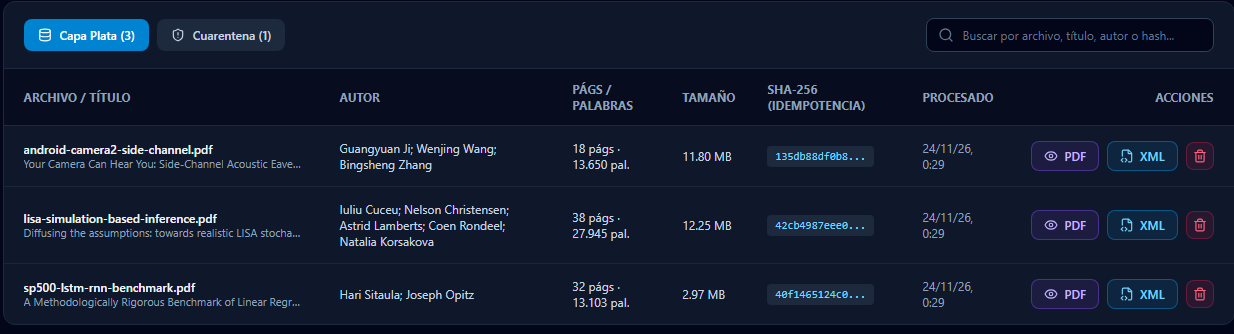 Capa Plata (3)
Cuarentena (1)
Buscar por archivo, título, autor o hash...
ARCHIVO / TÍTULO
AUTOR
PÁGS /
PALABRAS
TAMAÑO
SHA-256
(IDEMPOTENCIA)
PROCESADO
ACCIONES
android-camera2-side-channel.pdf
Your Camera Can Hear You: Side-Channel Acoustic Eave...
Guangyuan Ji; Wenjing Wang;
Bingsheng Zhang
18 págs ·
13.650 pal.
11.80 MB
135db88df0b8...
24/11/26,
0:29
PDF
XML
lisa-simulation-based-inference.pdf
Diffusing the assumptions: towards realistic LISA stocha...
Iuliu Cuceu; Nelson Christensen;
Astrid Lamberts; Coen Rondeel;
Natalia Korsakova
38 págs ·
27.945 pal.
12.25 MB
42cb4987eee0...
24/11/26,
0:29
PDF
XML
sp500-lstm-rnn-benchmark.pdf
A Methodologically Rigorous Benchmark of Linear Regr...
Hari Sitaula; Joseph Opitz
32 págs ·
13.103 pal.
2.97 MB
40f1465124c0...
24/11/26,
0:29
PDF
XML